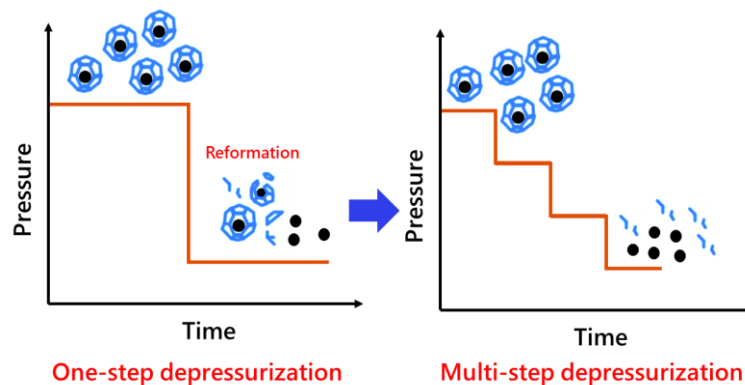 Reformation
Pressure
Time
One-step depressurization
Pressure
Time
Multi-step depressurization